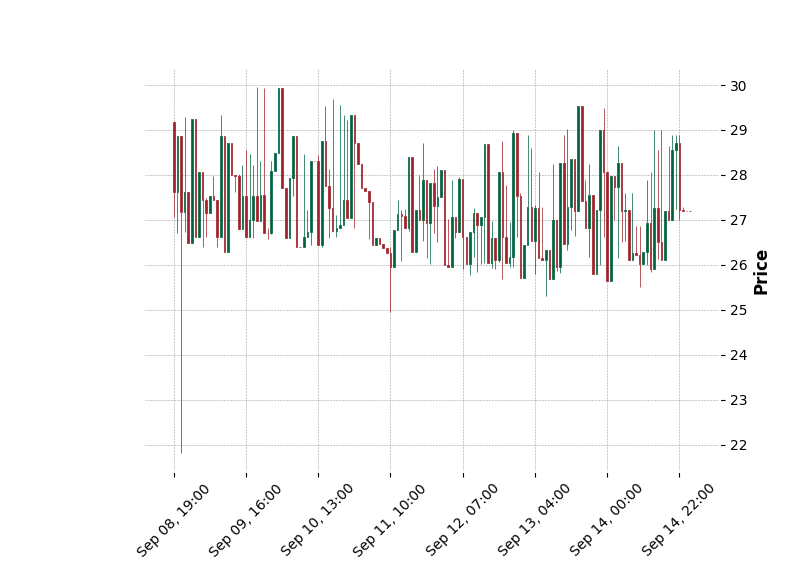 30
29
28
27
26
25
24
23
22
Price
Sep 08, 19:00
Sep 09, 16:00
Sep 10, 13:00
Sep 11, 10:00
Sep 12, 07:00
Sep 13, 04:00
Sep 14, 00:00
Sep 14, 22:00